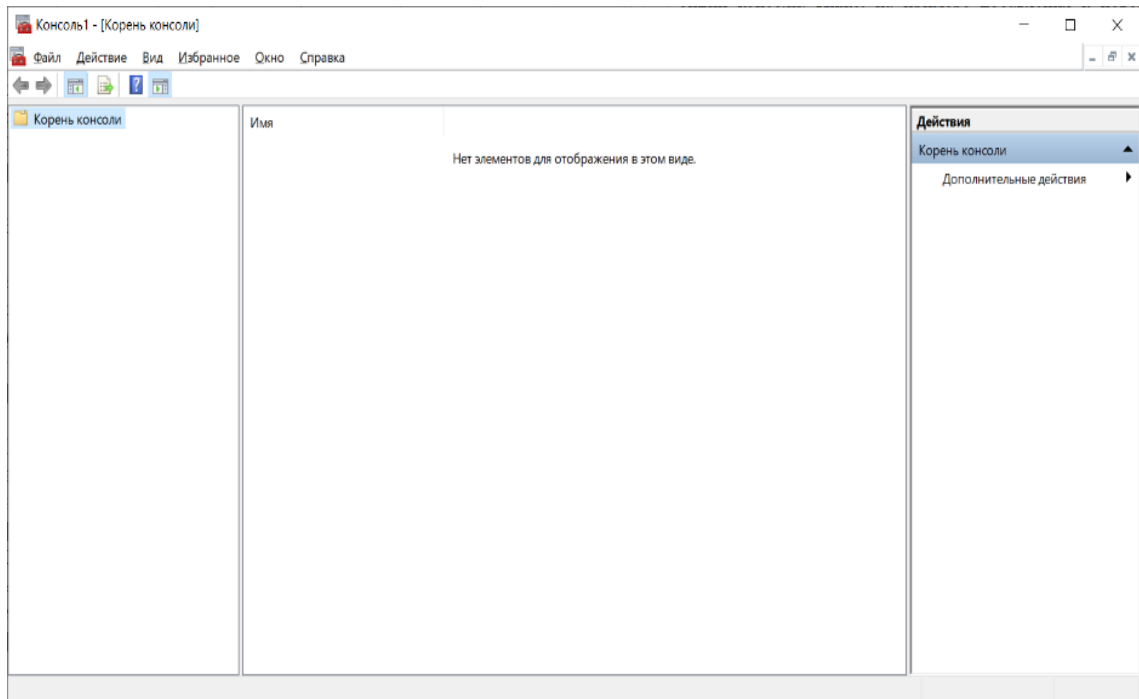 Консоль1 - [Корень консоли]
Файл Действие Вид Избранное Окно Справка
Корень консоли
Имя
Нет элементов для отображения в этом виде.
Действия
Корень консоли
Дополнительные действия